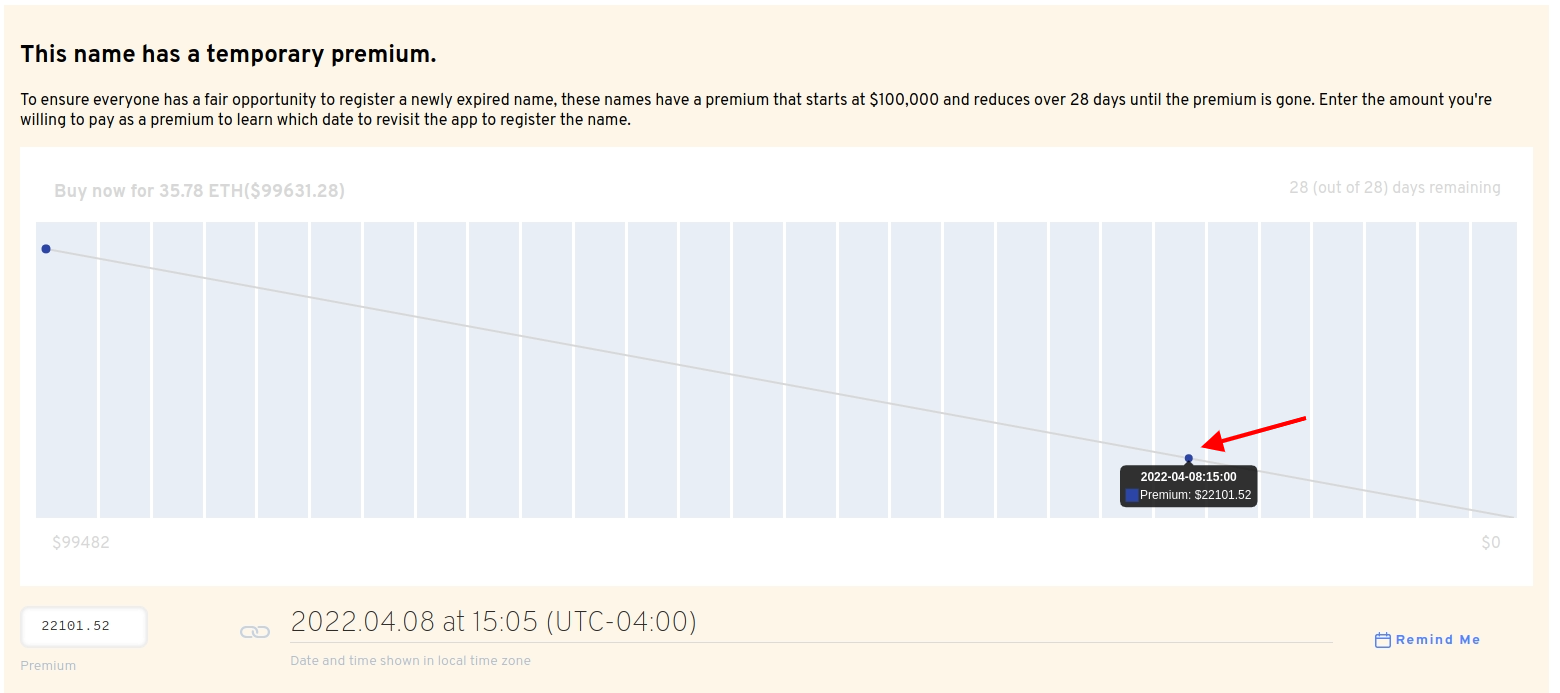 This name has a temporary premium.
To ensure everyone has a fair opportunity to register a newly expired name, these names have a premium that starts at $100,000 and reduces over 28 days until the premium is gone. Enter the amount you're
willing to pay as a premium to learn which date to revisit the app to register the name.
Buy now for 35.78 ETH($99631.28)
28 (out of 28) days remaining
2022-04-08:15:00
Premium: $22101.52
$99482
$0
22101.52
2022.04.08 at 15:05 (UTC-04:00)
Remind Me
Premium
Date and time shown in local time zone